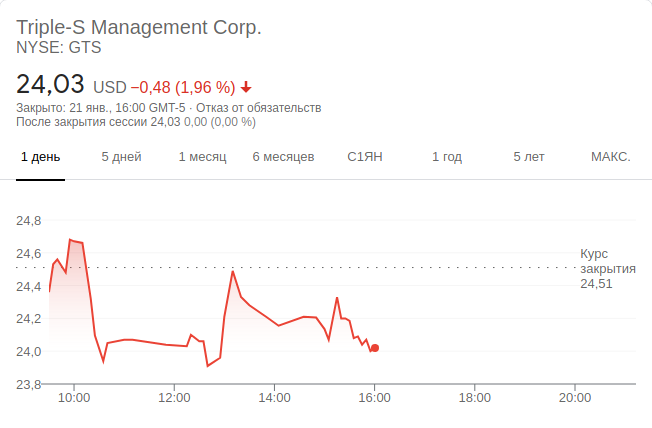 Triple-S Management Corp.
NYSE: GTS
24,03 USD −0,48 (1,96 %)
Закрыто: 21 янв., 16:00 GMT-5 · Отказ от обязательств
После закрытия сессии 24,03 0,00 (0,00 %)
1 день 5 дней 1 месяц 6 месяцев С1ЯН 1 год 5 лет МАКС.
24,8
24,6
Курс
закрытия
24,51
24,4
24,2
24,0
23,8
10:00 12:00 14:00 16:00 18:00 20:00